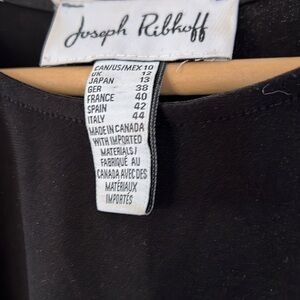 Joseph Ribkoff
CAN/US/MEX 10
UK 12
JAPAN 13
GER 38
FRANCE 40
SPAIN 42
ITALY 44
MADE IN CANADA
WITH IMPORTED
MATERIALS/
FABRIQUÉ AU
CANADA AVEC DES
MATÉRIAUX
IMPORTÉS